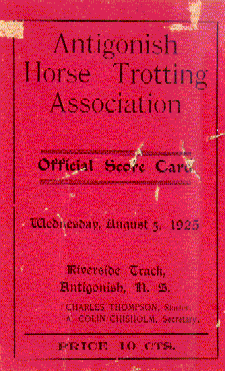 Antigonish
Horse Trotting
Association
Official Score Card
Wednesday, August 5, 1925
Riverside Track,
Antigonish, N. S.
CHARLES THOMPSON,
A. COLIN CHISHOLM, Secretary.
PRICE 10 CTS.